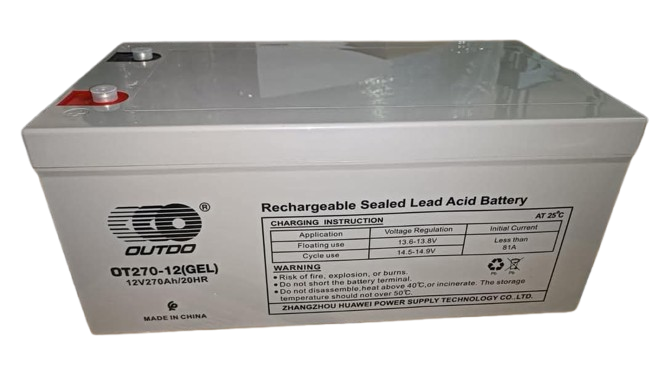 ®
OUTDO
OT270-12(GEL)
12V270Ah/20HR
MADE IN CHINA
Rechargeable Sealed Lead Acid Battery
CHARGING INSTRUCTION AT 25°C
Application Voltage Regulation Initial Current
Floating use 13.6-13.8V Less than
Cycle use 14.5-14.9V 81A
WARNING
• Risk of fire, explosion, or burns.
• Do not short the battery terminal.
• Do not disassemble,heat above 40°C,or incinerate. The storage
temperature should not over 50°C.
ZHANGZHOU HUAWEI POWER SUPPLY TECHNOLOGY CO.,LTD.
Pb Pb